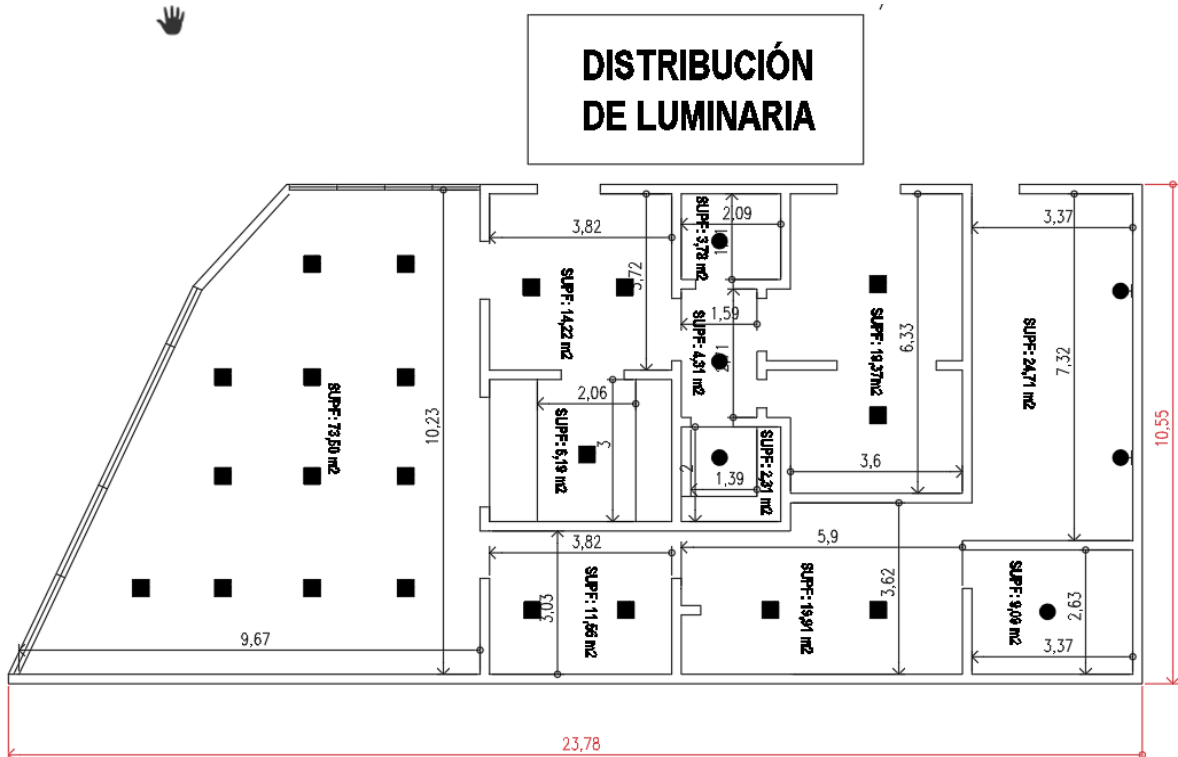 DISTRIBUCIÓN
DE LUMINARIA
2,09
SUPF: 3,78 m2
3,82
3,37
3,72
SUPF: 14,22 m2
1,59
SUPF: 4,31 m2
6,33
SUPF: 19,37m2
SUPF: 24,71 m2
7,32
10,55
2,06
SUPF: 73,50 m2
10,23
3
SUPF: 6,19 m2
2
1,39
SUPF: 2,31 m2
3,6
3,82
5,9
3,03
SUPF: 11,56 m2
SUPF: 19,91 m2
3,62
SUPF: 9,09 m2
2,63
9,67
3,37
23,78